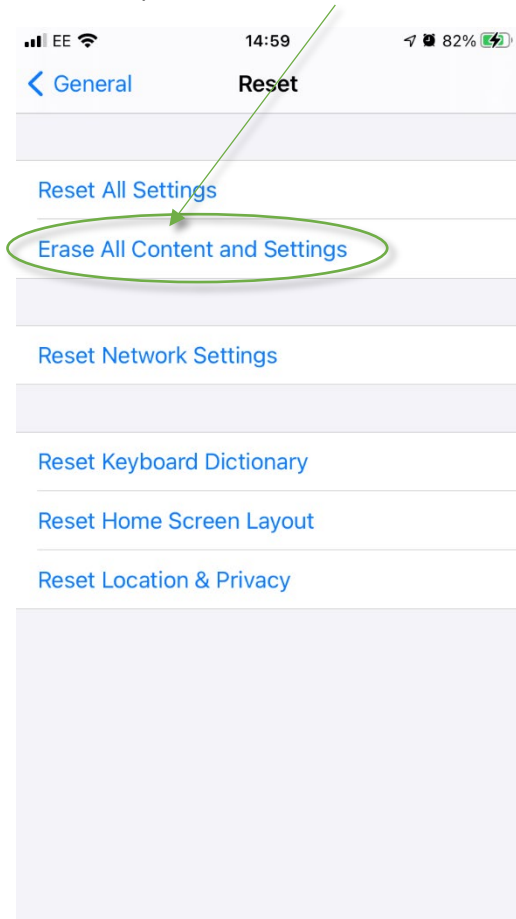 EE 14:59 82%
General Reset
Reset All Settings
Erase All Content and Settings
Reset Network Settings
Reset Keyboard Dictionary
Reset Home Screen Layout
Reset Location & Privacy